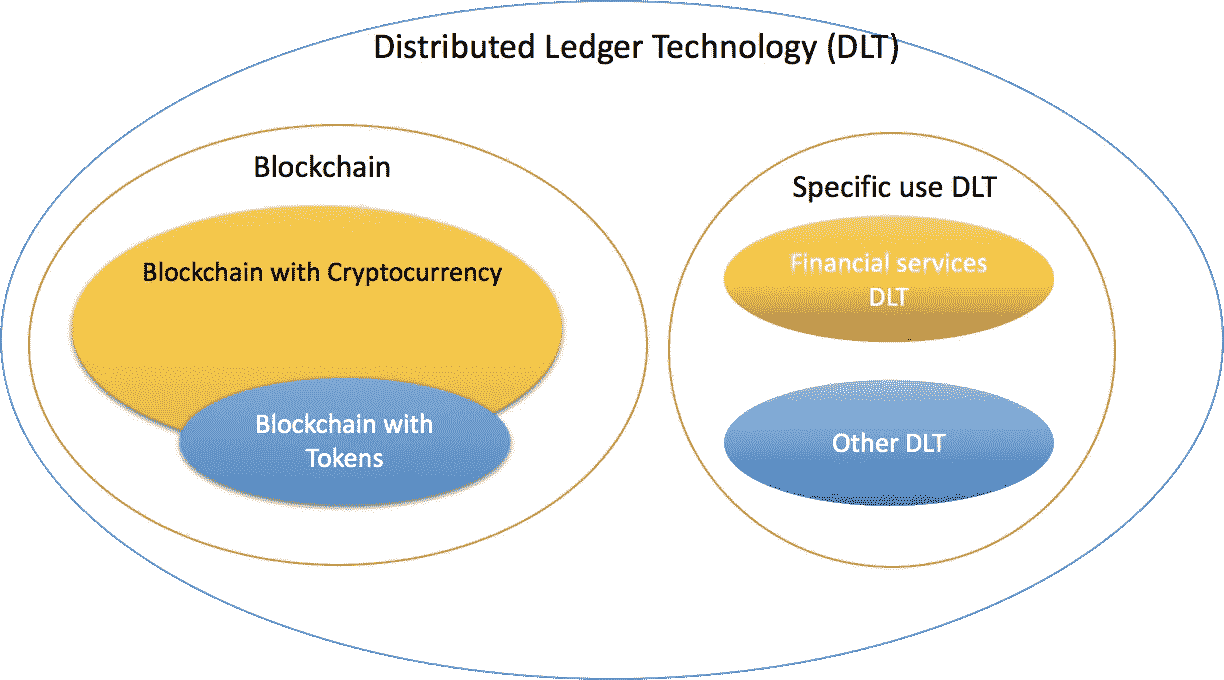 Distributed Ledger Technology (DLT)
Blockchain
Blockchain with Cryptocurrency
Blockchain with
Tokens
Specific use DLT
Financial services
DLT
Other DLT